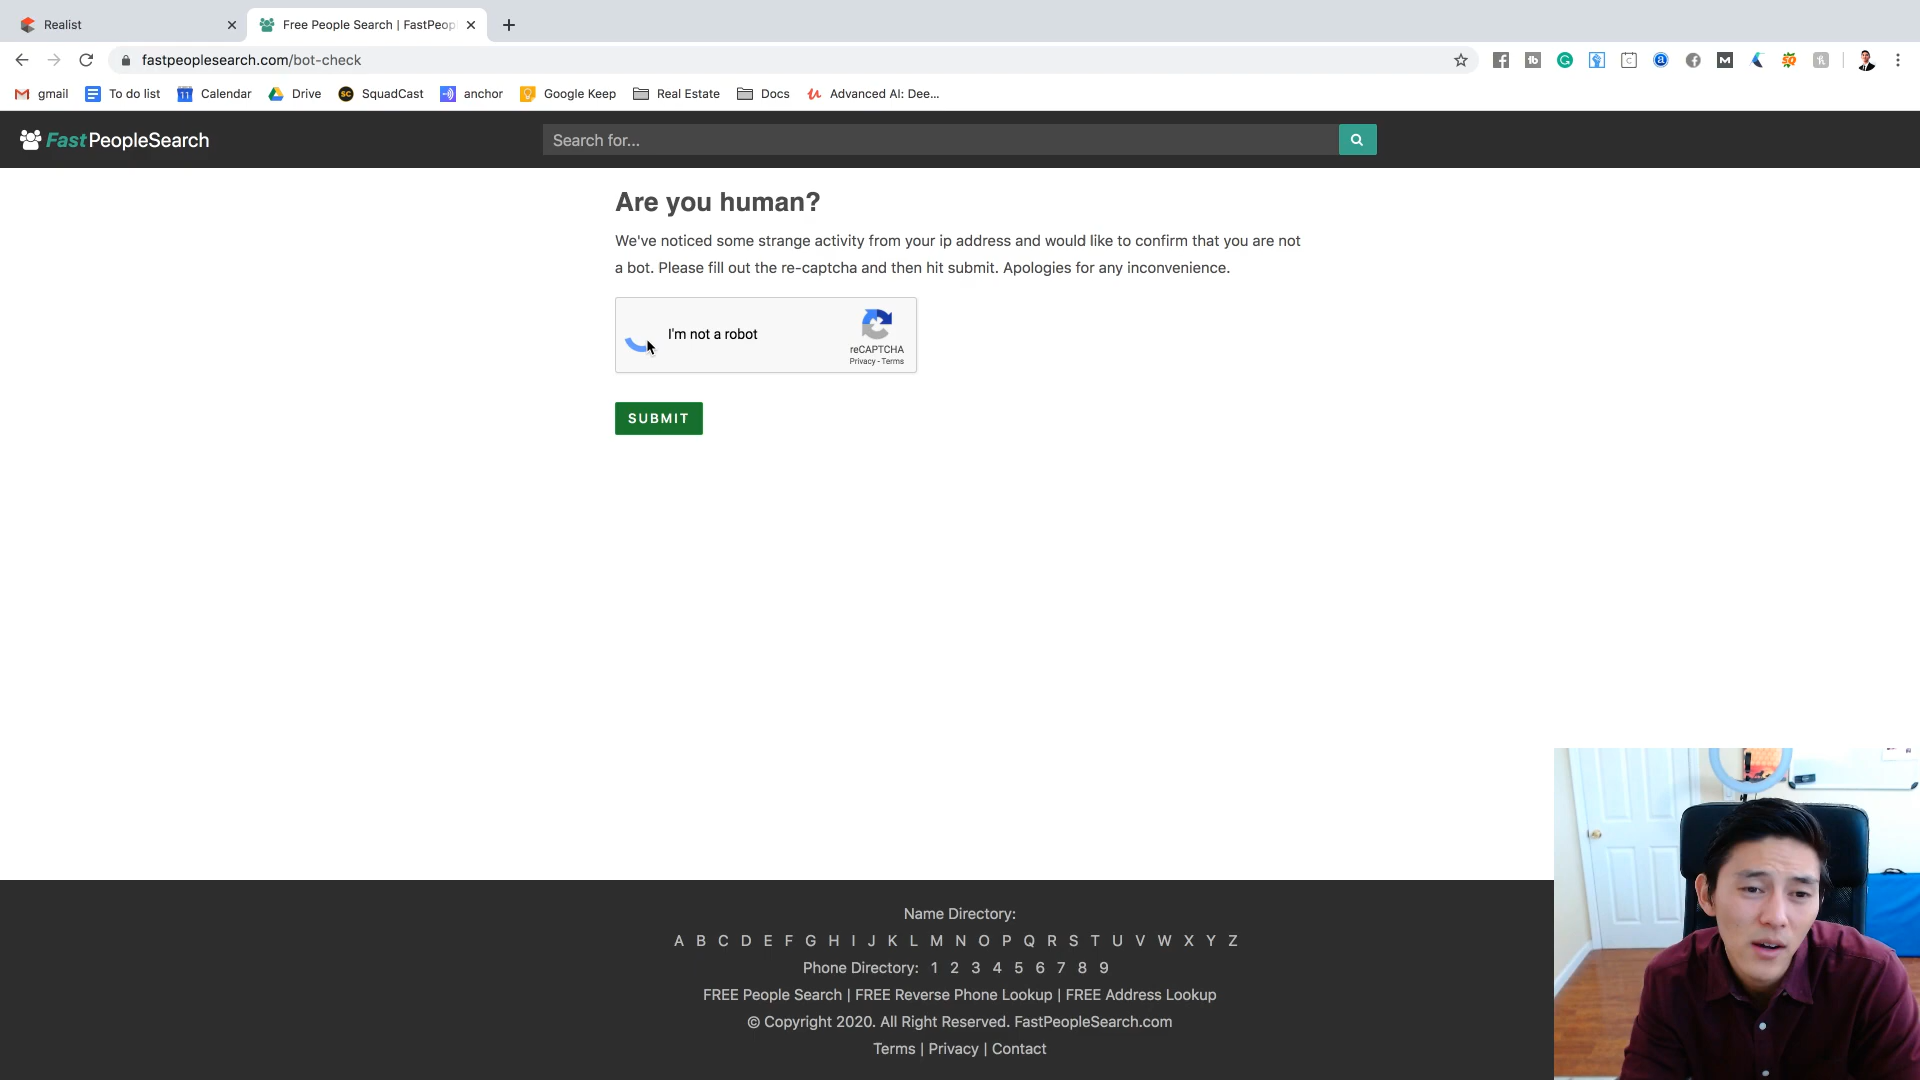 Realist
Free People Search | FastPeop
fastpeoplesearch.com/bot-check
gmail To do list 11 Calendar Drive SC SquadCast anchor Google Keep Real Estate Docs Advanced AI: Dee...
FastPeopleSearch Search for...
Are you human?
We've noticed some strange activity from your ip address and would like to confirm that you are not
a bot. Please fill out the re-captcha and then hit submit. Apologies for any inconvenience.
I'm not a robot
reCAPTCHA
Privacy - Terms
SUBMIT
Name Directory:
A B C D E F G H I J K L M N O P Q R S T U V W X Y Z
Phone Directory: 1 2 3 4 5 6 7 8 9
FREE People Search | FREE Reverse Phone Lookup | FREE Address Lookup
© Copyright 2020. All Right Reserved. FastPeopleSearch.com
Terms | Privacy | Contact